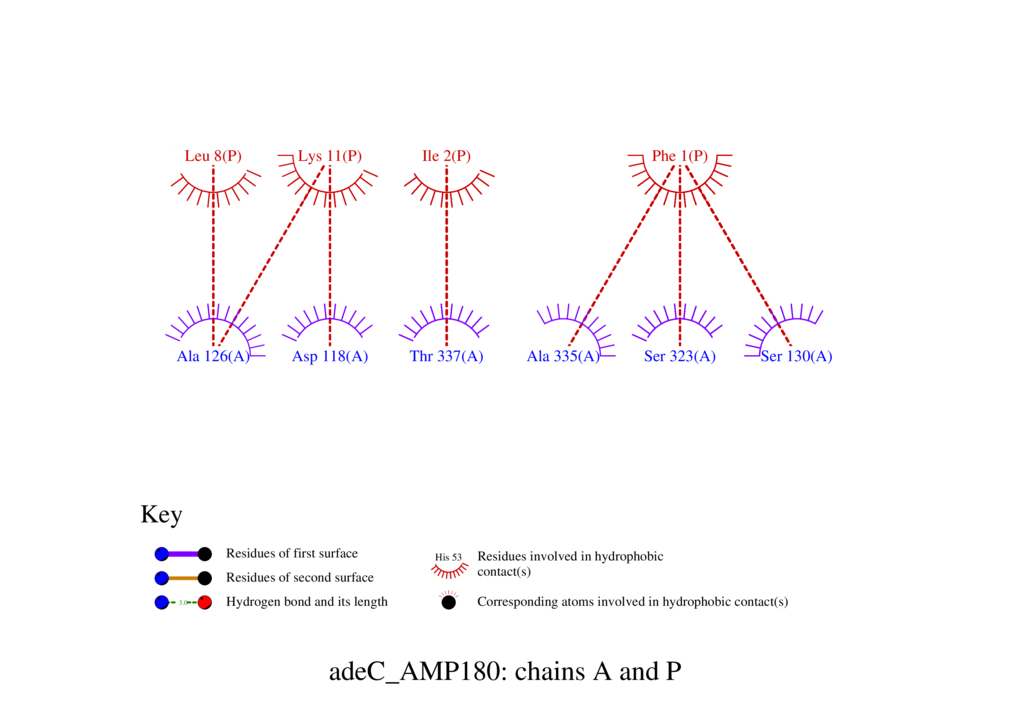 Leu 8(P) Lys 11(P) Ile 2(P) Phe 1(P)
Ala 126(A) Asp 118(A) Thr 337(A) Ala 335(A) Ser 323(A) Ser 130(A)
Key
Residues of first surface
Residues of second surface
3.0 Hydrogen bond and its length
His 53 Residues involved in hydrophobic
contact(s)
Corresponding atoms involved in hydrophobic contact(s)
adeC_AMP180: chains A and P